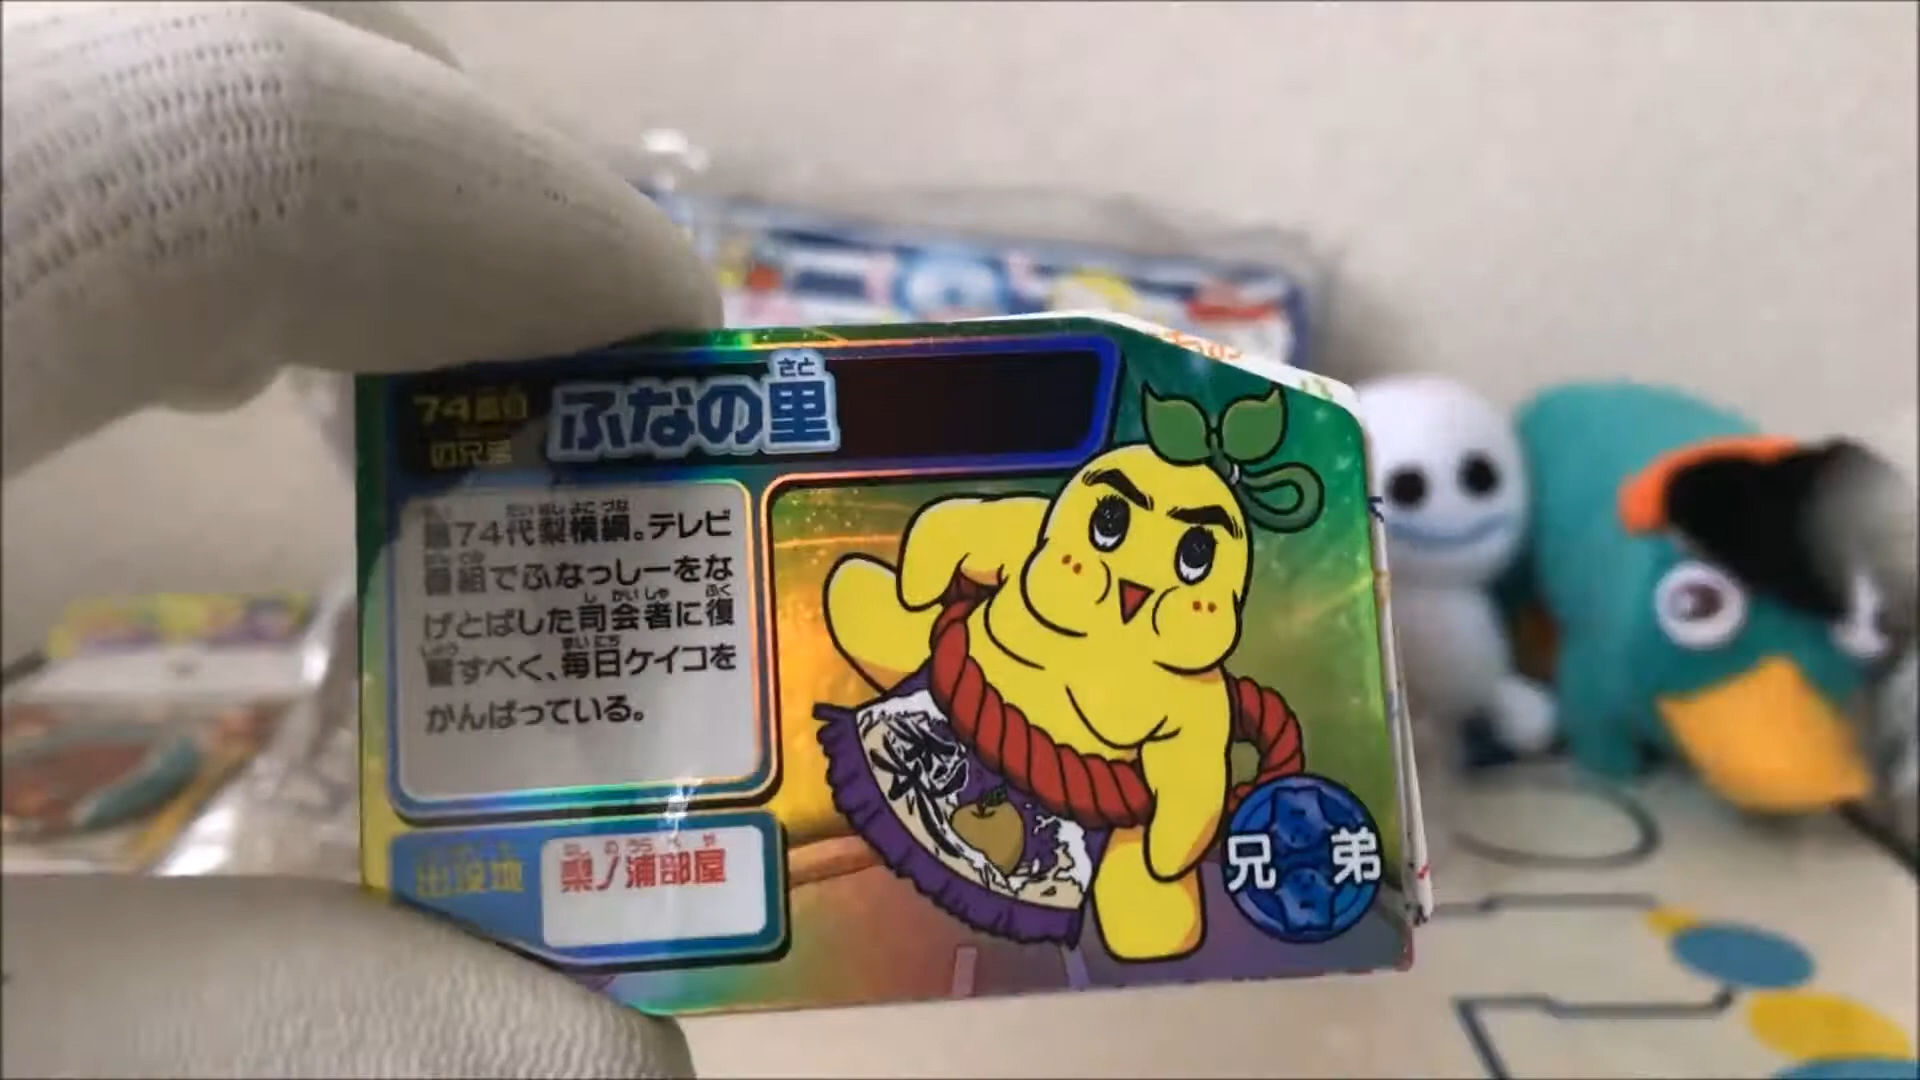 74番目
の兄弟
ふなの里
さと
第74代梨横綱。テレビ
番組でふなっしーをな
げとばした司会者に復
讐すべく、毎日ケイコを
がんばっている。
出没地
梨ノ浦部屋
兄 弟